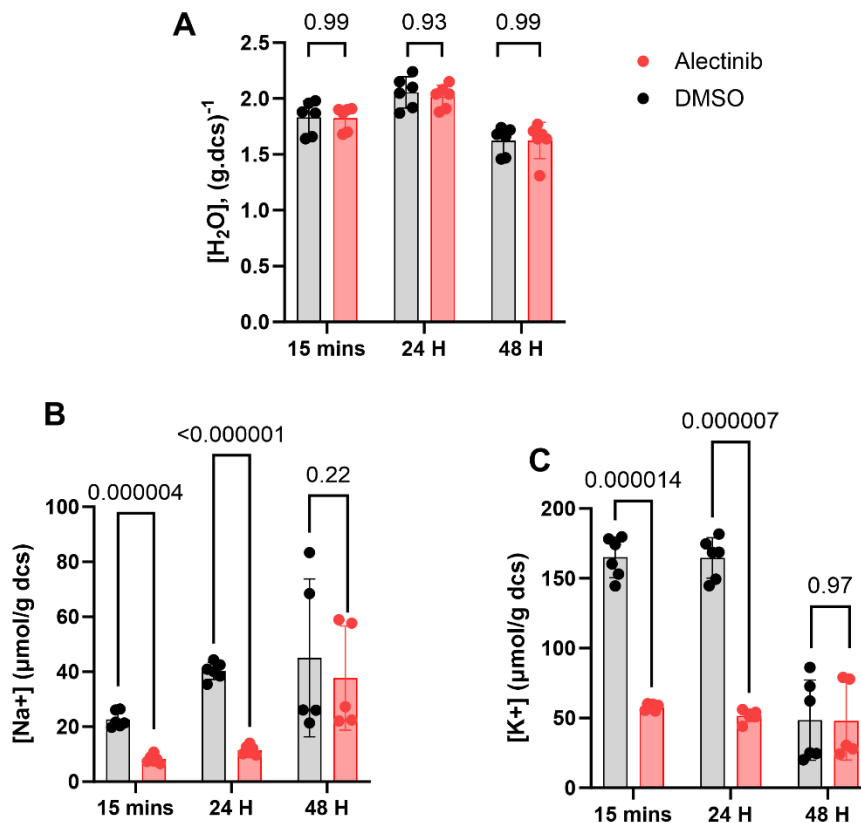 A
0.99 0.93 0.99
Alectinib
DMSO
[H₂O], (g.dcs)⁻¹
2.5
2.0
1.5
1.0
0.5
0.0
15 mins 24 H 48 H
B
<0.000001
0.000004
0.22
[Na+] (µmol/g dcs)
100
80
60
40
20
0
15 mins 24 H 48 H
C
0.000007
0.000014
0.97
[K+] (µmol/g dcs)
200
150
100
50
0
15 mins 24 H 48 H